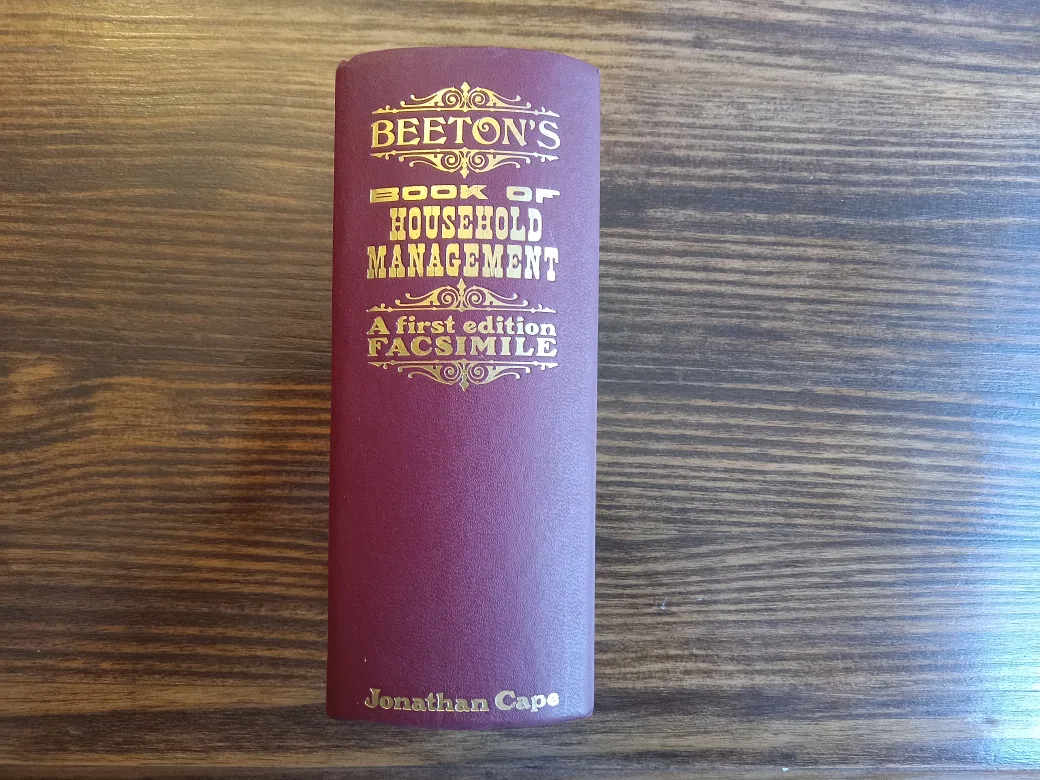 BEETON'S
BOOK OF
HOUSEHOLD
MANAGEMENT
A first edition
FACSIMILE
Jonathan Cape